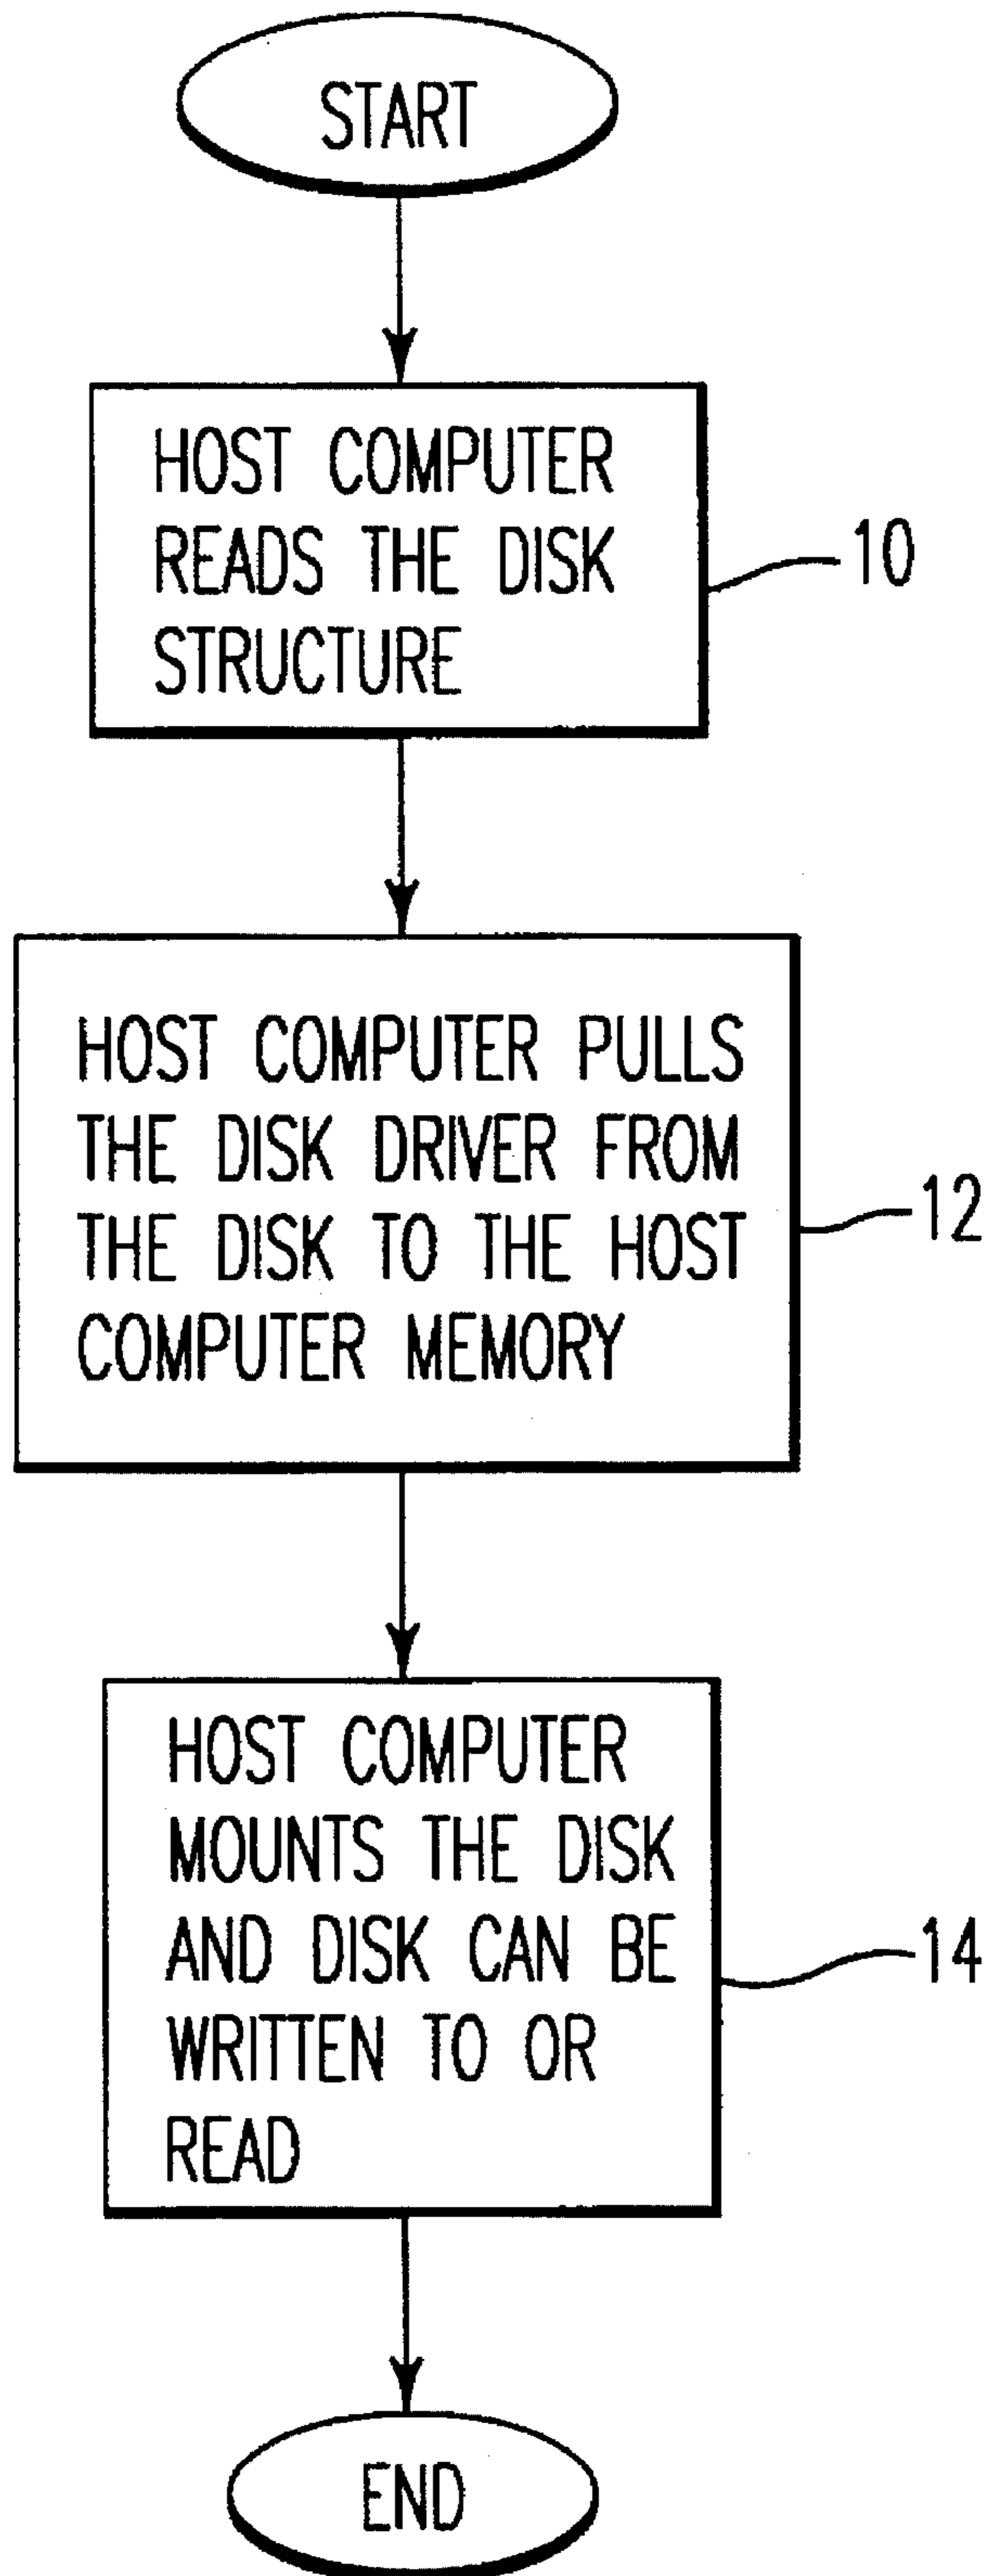 START
HOST COMPUTER
READS THE DISK
STRUCTURE
10
HOST COMPUTER PULLS
THE DISK DRIVER FROM
THE DISK TO THE HOST
COMPUTER MEMORY
12
HOST COMPUTER
MOUNTS THE DISK
AND DISK CAN BE
WRITTEN TO OR
READ
14
END